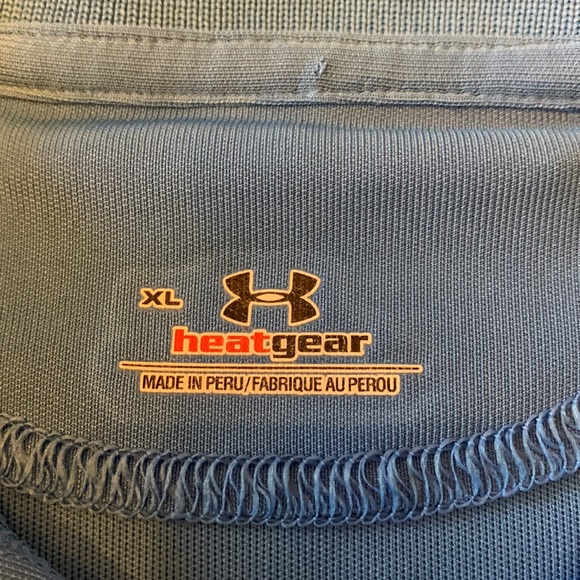 XL
heatgear
MADE IN PERU/FABRIQUE AU PEROU